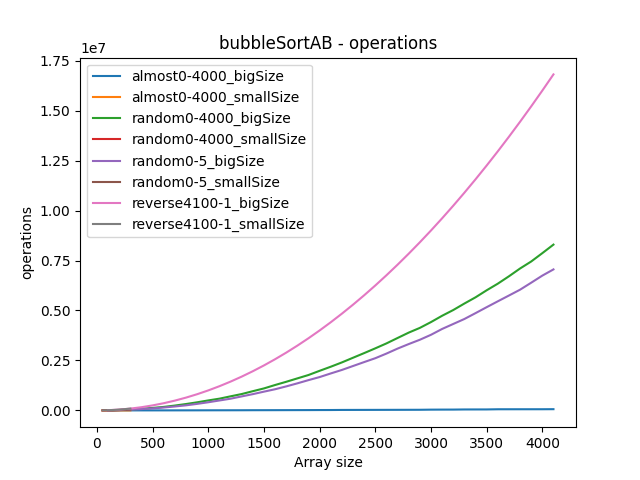 bubbleSortAB - operations
1e7
1.75
1.50
1.25
1.00
0.75
0.50
0.25
0.00
operations
almost0-4000_bigSize
almost0-4000_smallSize
random0-4000_bigSize
random0-4000_smallSize
random0-5_bigSize
random0-5_smallSize
reverse4100-1_bigSize
reverse4100-1_smallSize
0 500 1000 1500 2000 2500 3000 3500 4000
Array size